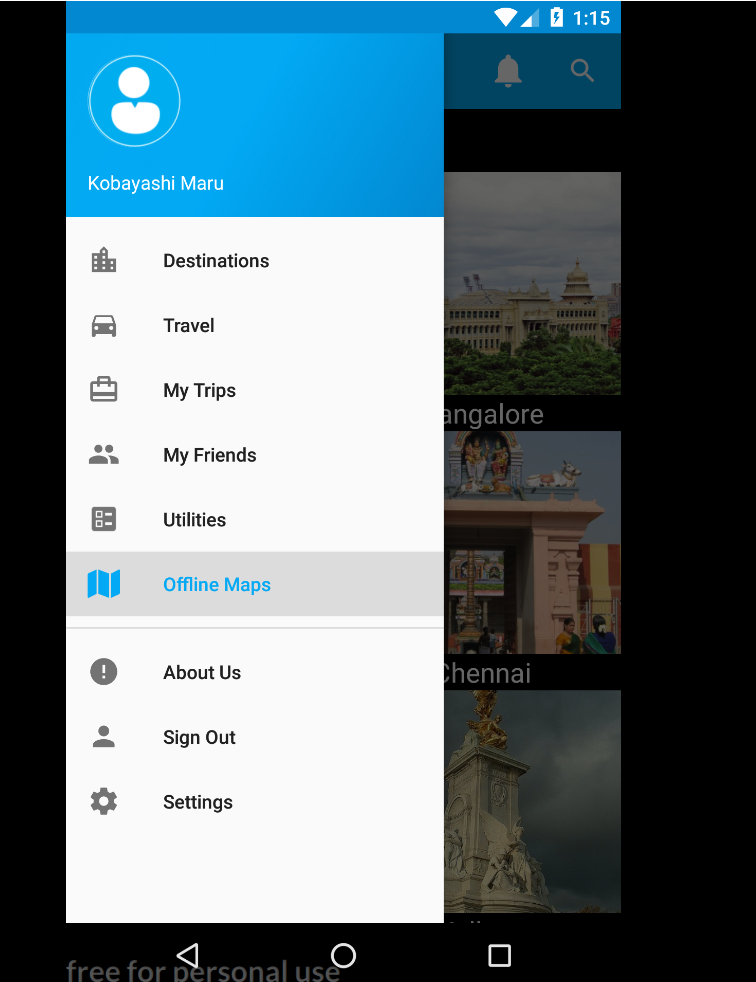 1:15
Kobayashi Maru
Destinations
Travel
My Trips
My Friends
Utilities
Offline Maps
About Us
Sign Out
Settings
angalore
Chennai
free for personal use